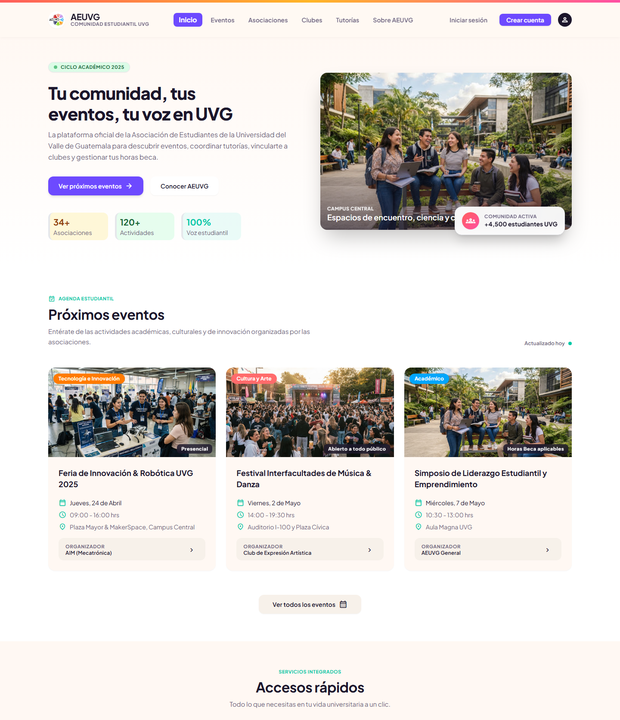 AEUVG
COMUNIDAD ESTUDIANTIL UVG
Inicio
Eventos
Asociaciones
Clubes
Tutorías
Sobre AEUVG
Iniciar sesión
Crear cuenta
CICLO ACADÉMICO 2025
Tu comunidad, tus
eventos, tu voz en UVG
La plataforma oficial de la Asociación de Estudiantes de la Universidad del
Valle de Guatemala para descubrir eventos, coordinar tutorías, vincularte a
clubes y gestionar tus horas beca.
Ver próximos eventos
Conocer AEUVG
34+
Asociaciones
120+
Actividades
100%
Voz estudiantil
CAMPUS CENTRAL
Espacios de encuentro, ciencia y c
COMUNIDAD ACTIVA
+4,500 estudiantes UVG
AGENDA ESTUDIANTIL
Próximos eventos
Entérate de las actividades académicas, culturales y de innovación organizadas por las
asociaciones.
Actualizado hoy
Tecnología e Innovación
Presencial
Feria de Innovación & Robótica UVG
2025
Jueves, 24 de Abril
09:00 - 16:00 hrs
Plaza Mayor & MakerSpace, Campus Central
ORGANIZADOR
AIM (Mecatrónica)
Cultura y Arte
Abierto a todo público
Festival Interfacultades de Música &
Danza
Viernes, 2 de Mayo
14:00 - 19:30 hrs
Auditorio I-100 y Plaza Cívica
ORGANIZADOR
Club de Expresión Artística
Académico
Horas Beca aplicables
Simposio de Liderazgo Estudiantil y
Emprendimiento
Miércoles, 7 de Mayo
10:30 - 13:00 hrs
Aula Magna UVG
ORGANIZADOR
AEUVG General
Ver todos los eventos
SERVICIOS INTEGRADOS
Accesos rápidos
Todo lo que necesitas en tu vida universitaria a un clic.